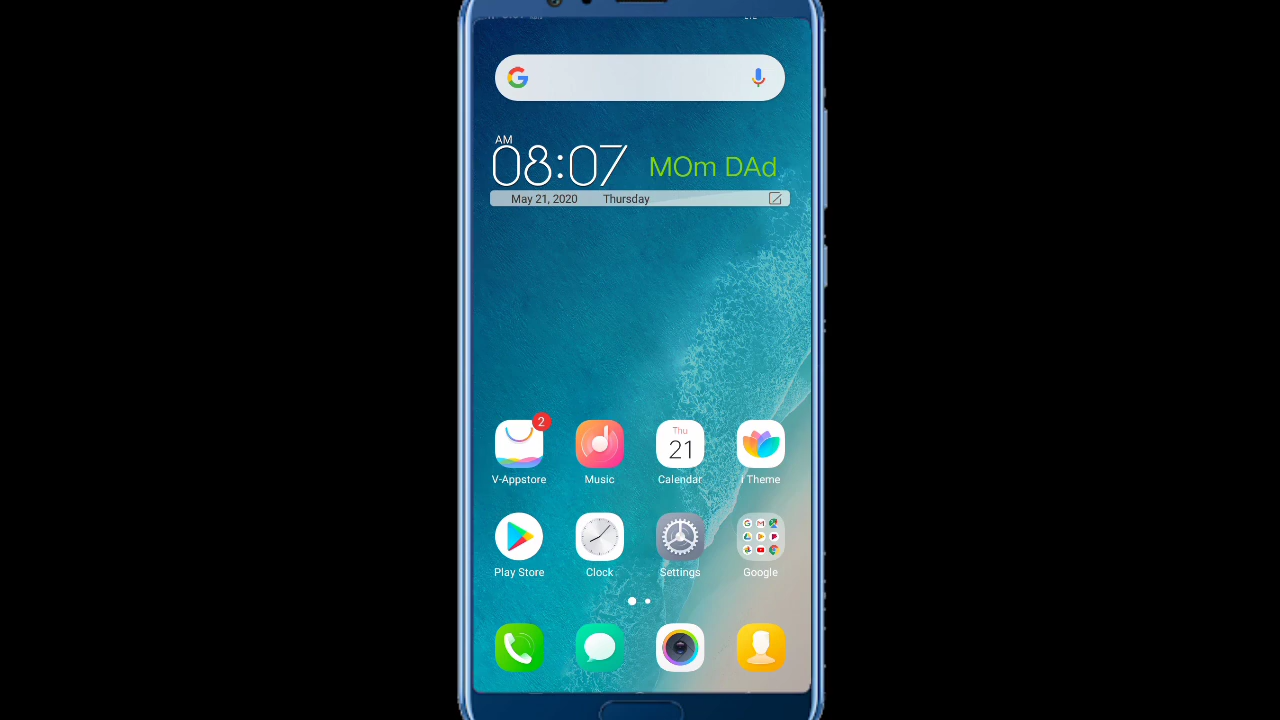 AM
08:07 MOm DAd
May 21, 2020 Thursday
2
Thu
21
V-Appstore Music Calendar i Theme
Play Store Clock Settings Google